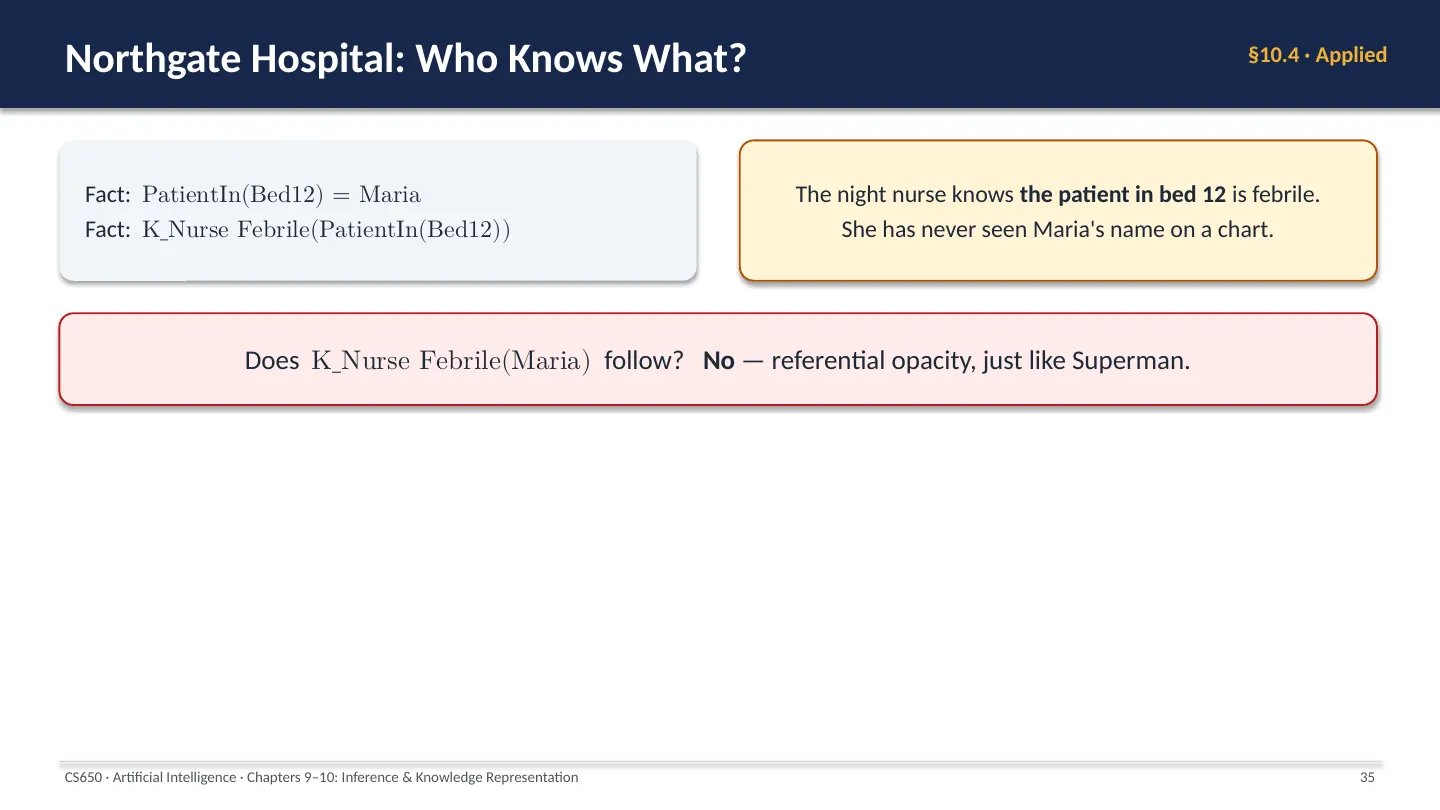 Northgate Hospital: Who Knows What?
§10.4 · Applied
Fact: PatientIn(Bed12) = Maria
Fact: K_Nurse Febrile(PatientIn(Bed12))
The night nurse knows the patient in bed 12 is febrile.
She has never seen Maria's name on a chart.
Does K_Nurse Febrile(Maria) follow? No — referential opacity, just like Superman.
CS650 · Artificial Intelligence · Chapters 9–10: Inference & Knowledge Representation
35